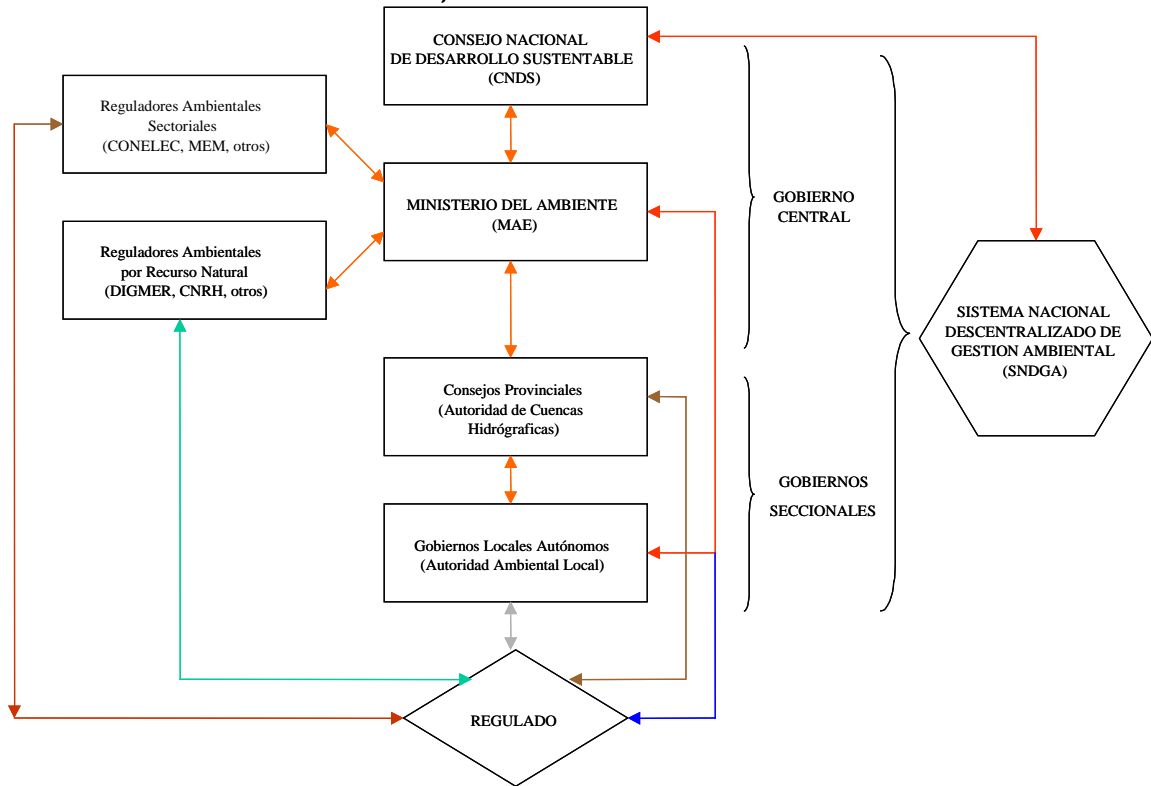 CONSEJO NACIONAL
DE DESARROLLO SUSTENTABLE
(CNDS)
Reguladores Ambientales
Sectoriales
(CONELEC, MEM, otros)
MINISTERIO DEL AMBIENTE
(MAE)
GOBIERNO
CENTRAL
Reguladores Ambientales
por Recurso Natural
(DIGMER, CNRH, otros)
SISTEMA NACIONAL
DESCENTRALIZADO DE
GESTION AMBIENTAL
(SNDGA)
Consejos Provinciales
(Autoridad de Cuencas
Hidrógraficas)
GOBIERNOS
SECCIONALES
Gobiernos Locales Autónomos
(Autoridad Ambiental Local)
REGULADO